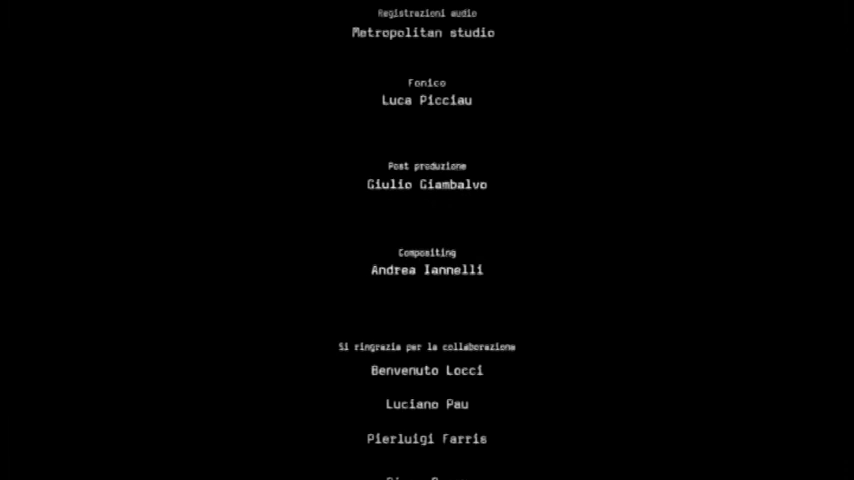 Registrazioni audio
Metropolitan studio
Fonico
Luca Picciau
Post produzione
Giulio Giambalvo
Compositing
Andrea Iannelli
Si ringrazia per la collaborazione
Benvenuto Locci
Luciano Pau
Pierluigi Farris